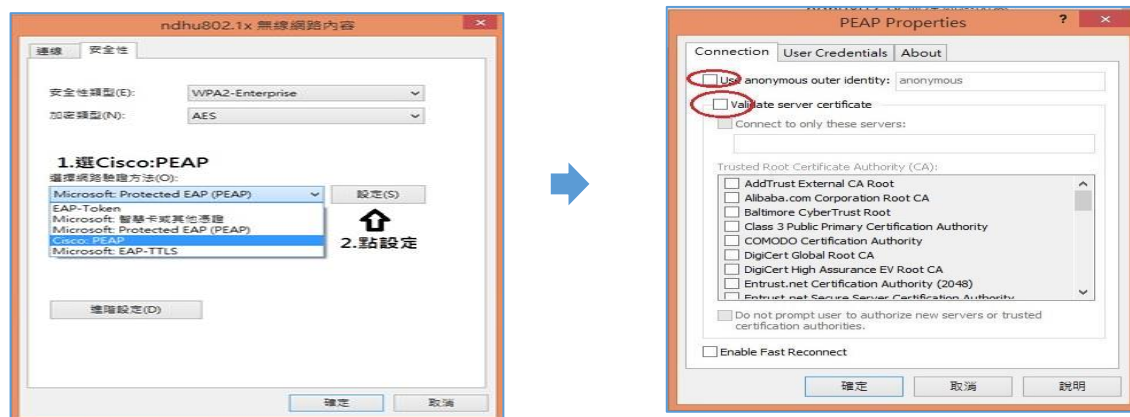 ndhu802.1x 無線網路內容
連線 安全性
安全性類型(E): WPA2-Enterprise
加密類型(N): AES
1.選Cisco:PEAP
選擇網路驗證方法(O):
Microsoft: Protected EAP (PEAP) 設定(S)
EAP-Token
Microsoft: 智慧卡或其他憑證
Microsoft: Protected EAP (PEAP)
Cisco: PEAP
Microsoft: EAP-TTLS
2.點設定
進階設定(D)
確定 取消
PEAP Properties ?
Connection User Credentials About
Use anonymous outer identity: anonymous
Validate server certificate
Connect to only these servers:
Trusted Root Certificate Authority (CA):
AddTrust External CA Root
Alibaba.com Corporation Root CA
Baltimore CyberTrust Root
Class 3 Public Primary Certification Authority
COMODO Certification Authority
DigiCert Global Root CA
DigiCert High Assurance EV Root CA
Entrust.net Certification Authority (2048)
Entrust.net Secure Server Certification Authority
Do not prompt user to authorize new servers or trusted
certification authorities.
Enable Fast Reconnect
確定 取消 說明